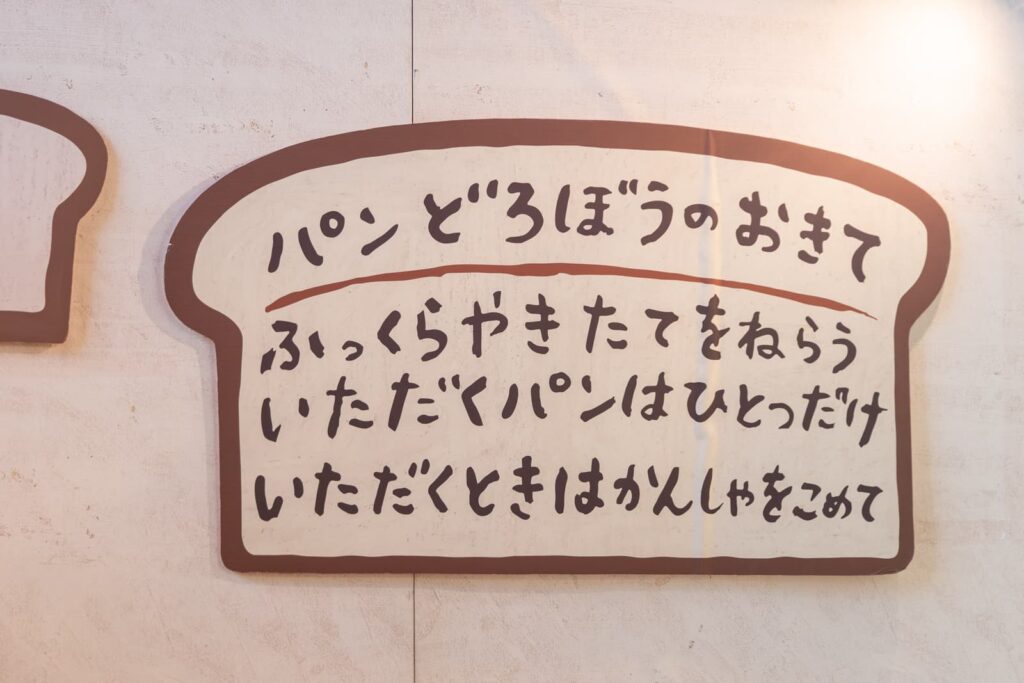 パンどろぼうのおきて
ふっくらやきたてをねらう
いただくパンはひとつだけ
いただくときはかんしゃをこめて